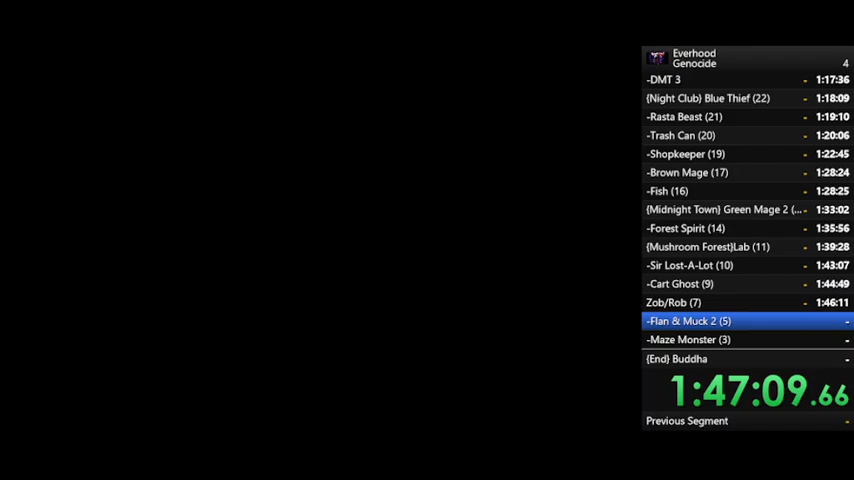 Everhood
Genocide 4
-DMT 3 - 1:17:36
{Night Club} Blue Thief (22) - 1:18:09
-Rasta Beast (21) - 1:19:10
-Trash Can (20) - 1:20:06
-Shopkeeper (19) - 1:22:45
-Brown Mage (17) - 1:28:24
-Fish (16) - 1:28:25
{Midnight Town} Green Mage 2 (... - 1:33:02
-Forest Spirit (14) - 1:35:56
{Mushroom Forest}Lab (11) - 1:39:28
-Sir Lost-A-Lot (10) - 1:43:07
-Cart Ghost (9) - 1:44:49
Zob/Rob (7) - 1:46:11
-Flan & Muck 2 (5) -
-Maze Monster (3) -
{End} Buddha -
1:47:09.66
Previous Segment -